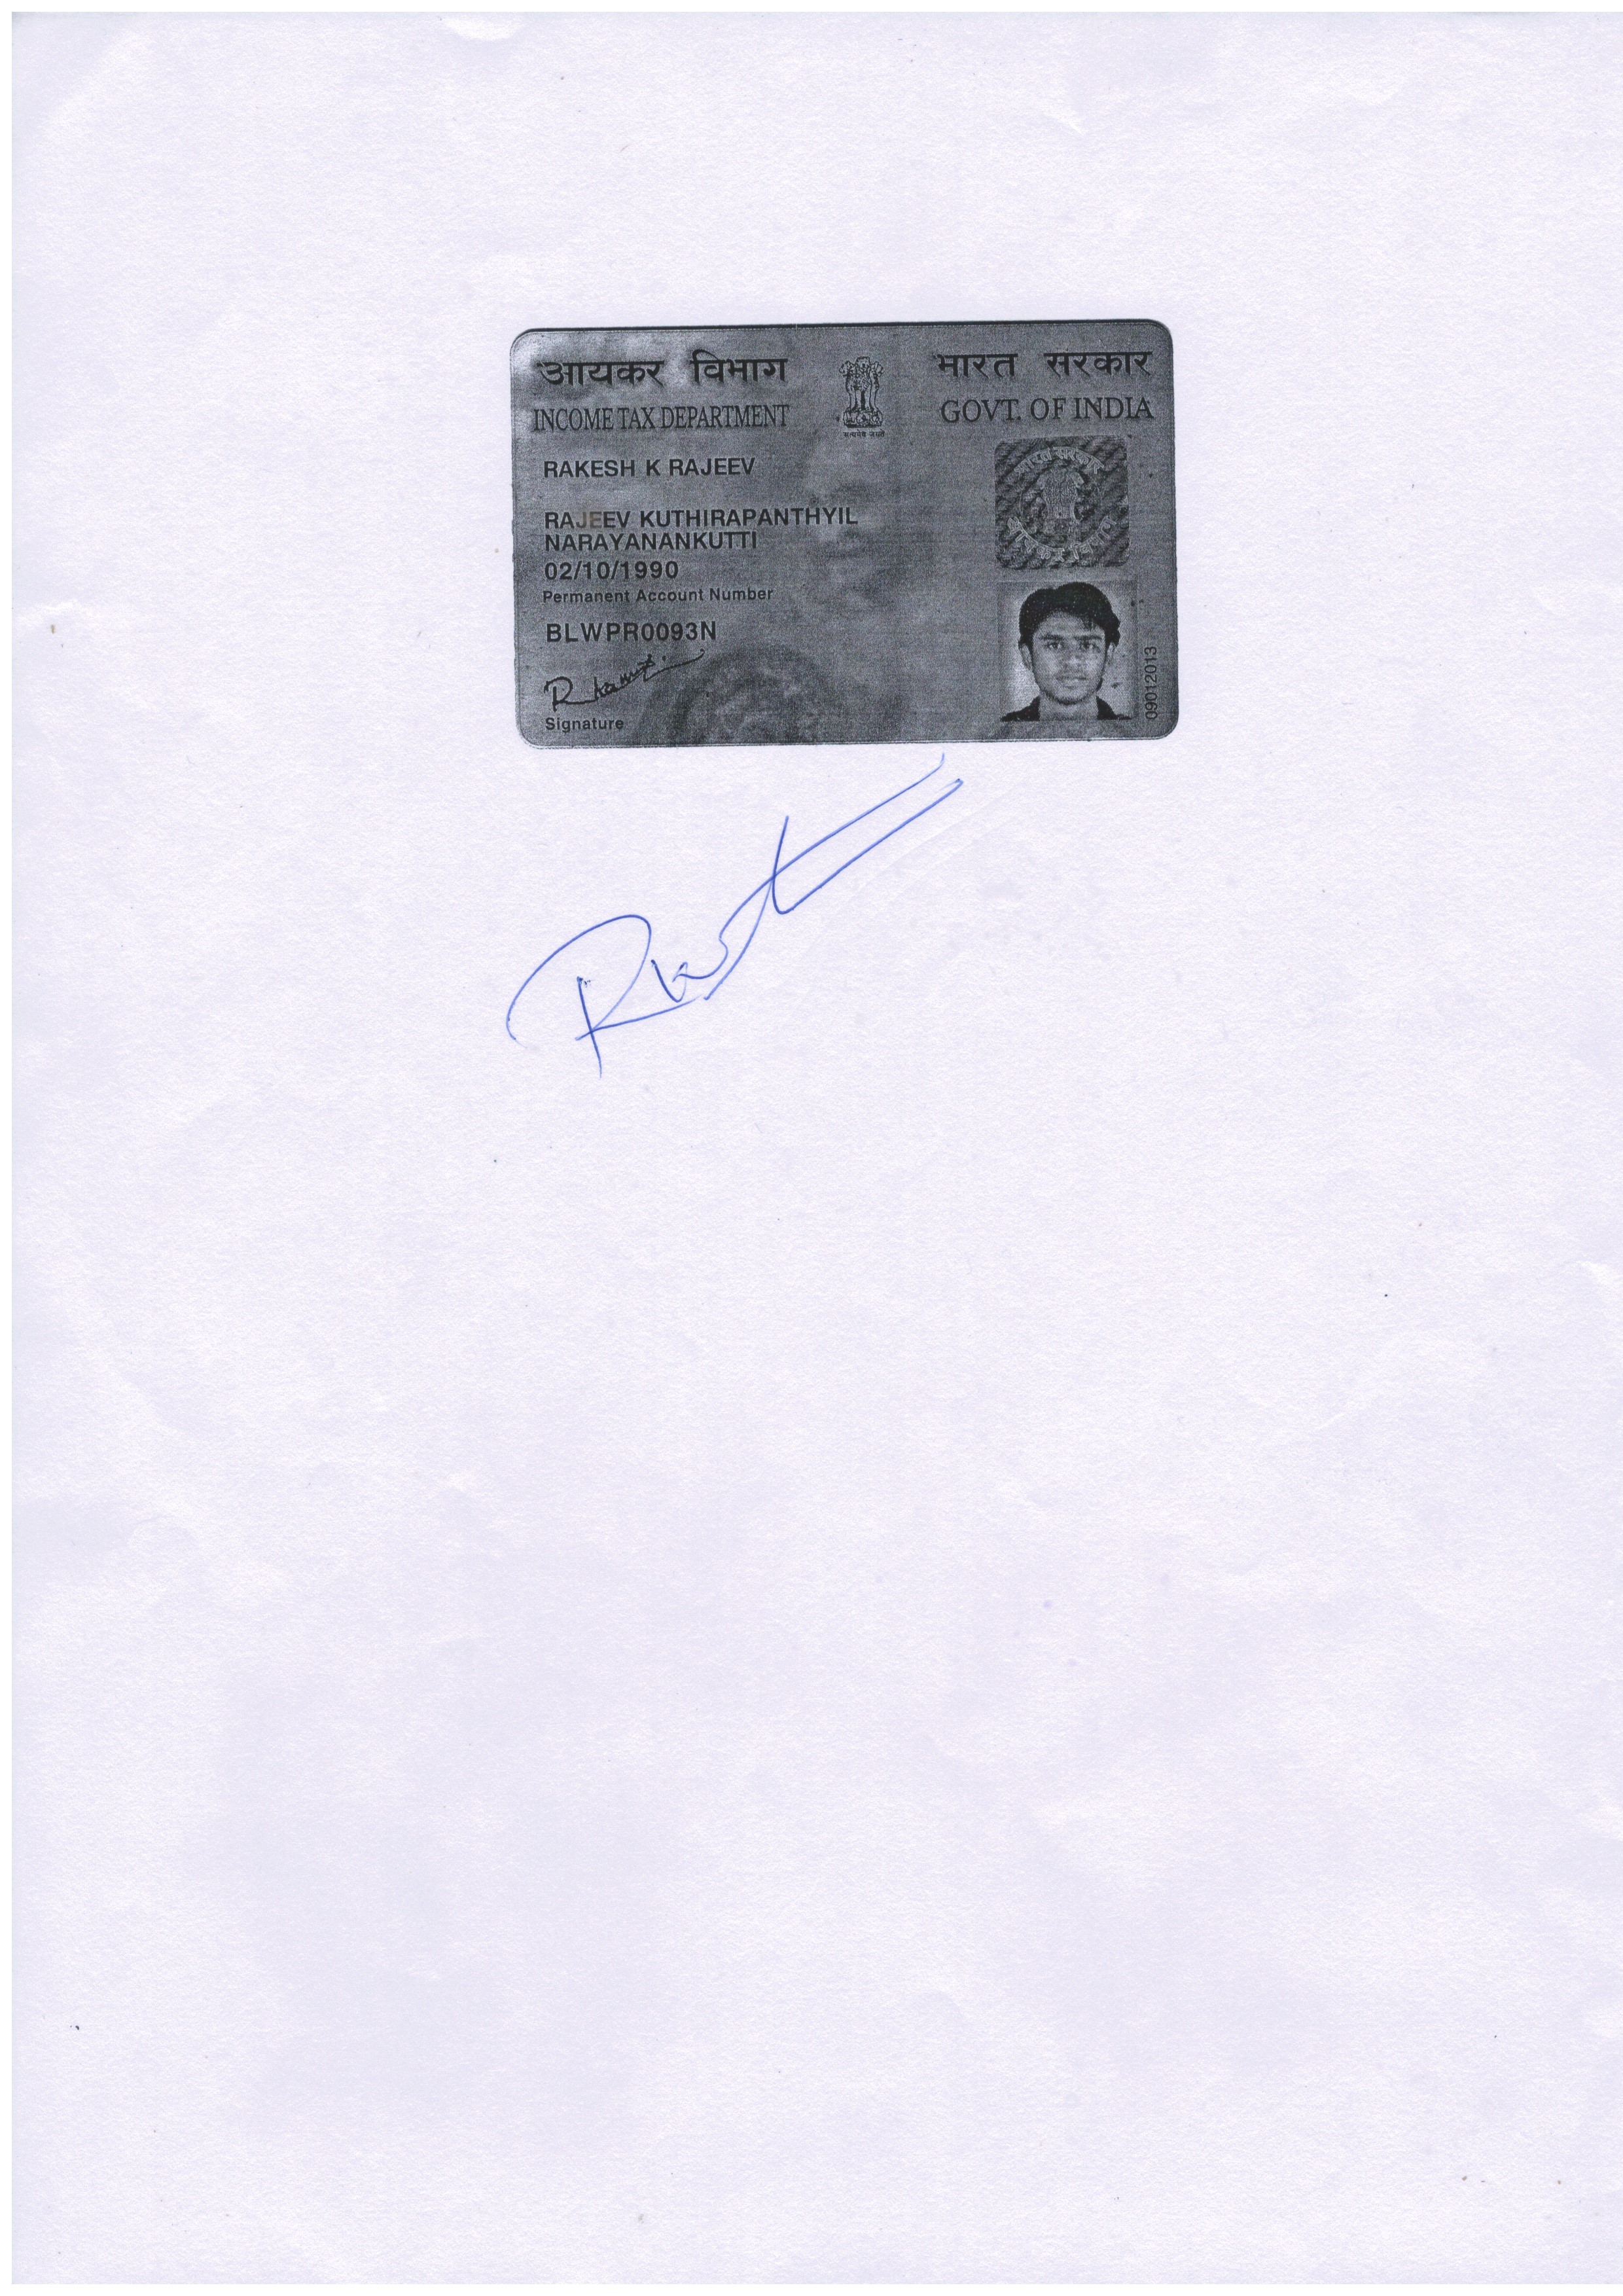 आयकर विभाग
INCOME TAX DEPARTMENT
सत्यमेव जयते
भारत सरकार
GOVT. OF INDIA
RAKESH K RAJEEV
RAJEEV KUTHIRAPANTHYIL
NARAYANANKUTTI
02/10/1990
Permanent Account Number
BLWPR0093N
Signature
09012013